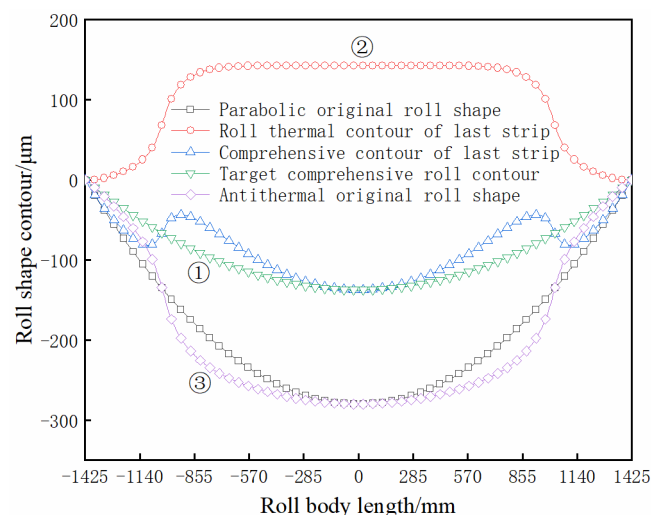 200
②
100
Parabolic original roll shape
Roll thermal contour of last strip
Comprehensive contour of last strip
Target comprehensive roll contour
Antithermal original roll shape
0
Roll shape contour/μm
-100
①
-200
③
-300
-1425 -1140 -855 -570 -285 0 285 570 855 1140 1425
Roll body length/mm